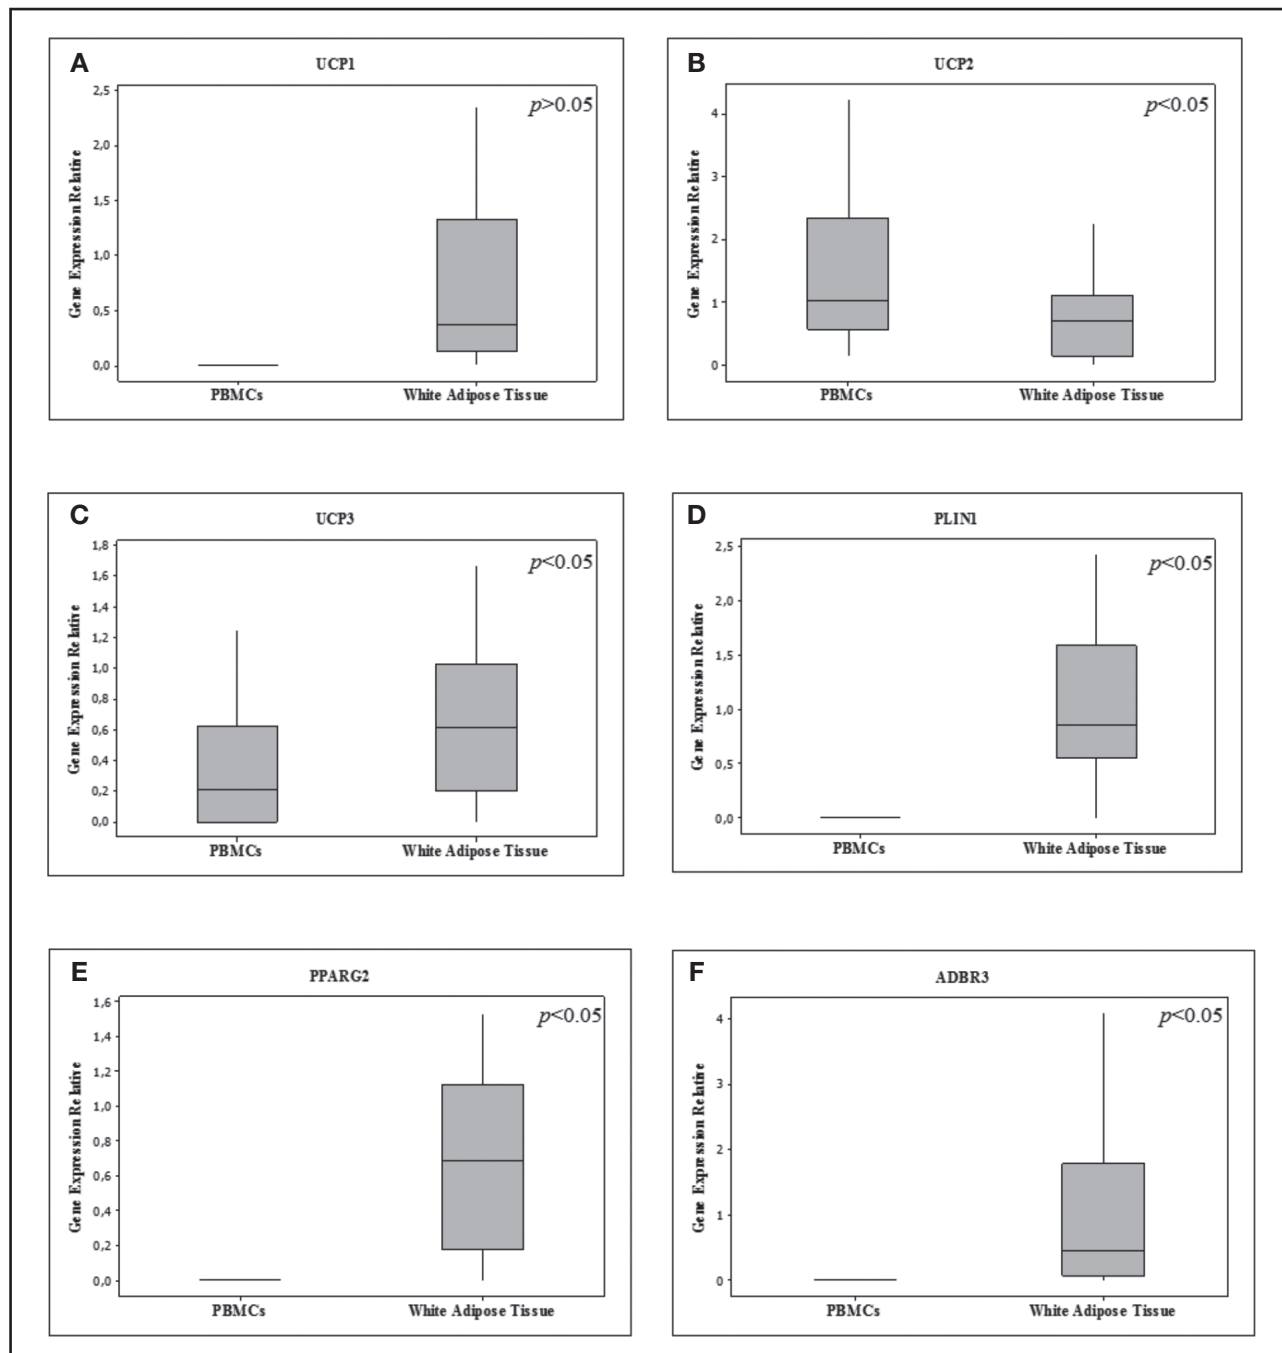 A
UCP1
p>0.05
Gene Expression Relative
2,5
2,0
1,5
1,0
0,5
0,0
PBMCs White Adipose Tissue
B
UCP2
p<0.05
Gene Expression Relative
4
3
2
1
0
PBMCs White Adipose Tissue
C
UCP3
p<0.05
Gene Expression Relative
1,8
1,6
1,4
1,2
1,0
0,8
0,6
0,4
0,2
0,0
PBMCs White Adipose Tissue
D
PLIN1
p<0.05
Gene Expression Relative
2,5
2,0
1,5
1,0
0,5
0,0
PBMCs White Adipose Tissue
E
PPARG2
p<0.05
Gene Expression Relative
1,6
1,4
1,2
1,0
0,8
0,6
0,4
0,2
0,0
PBMCs White Adipose Tissue
F
ADBR3
p<0.05
Gene Expression Relative
4
3
2
1
0
PBMCs White Adipose Tissue